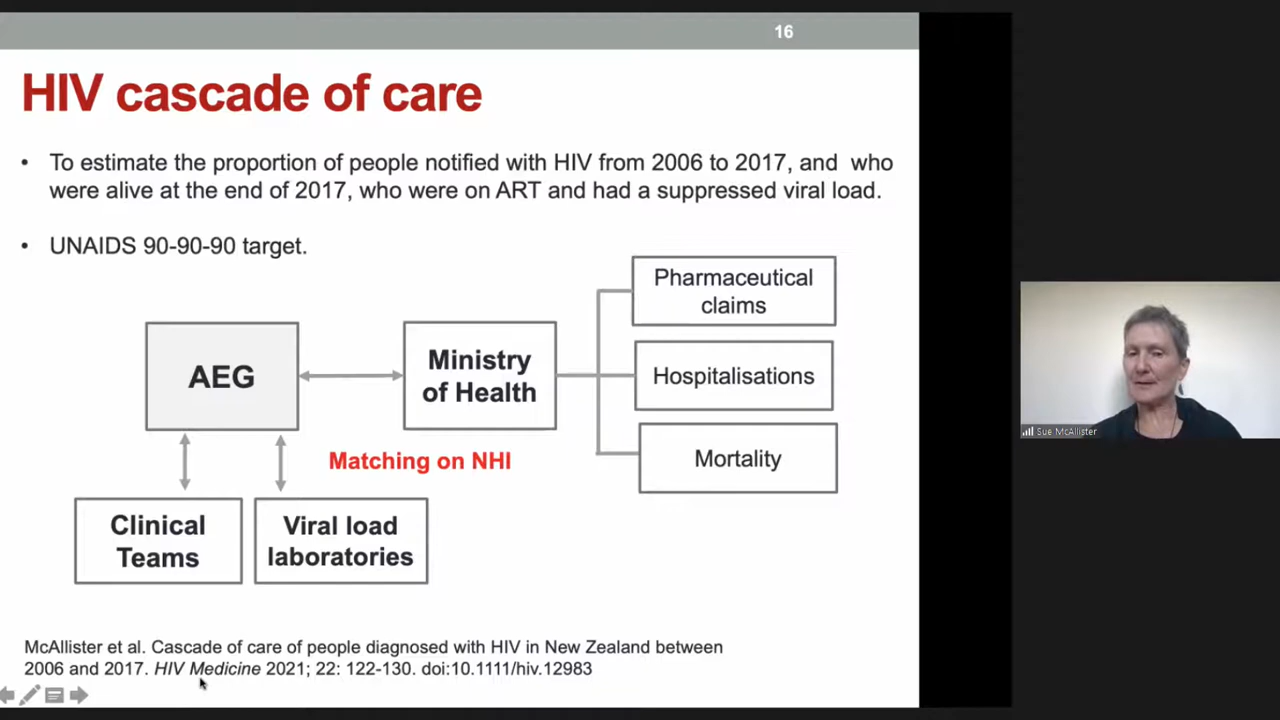 16
HIV cascade of care
• To estimate the proportion of people notified with HIV from 2006 to 2017, and who
were alive at the end of 2017, who were on ART and had a suppressed viral load.
• UNAIDS 90-90-90 target.
Pharmaceutical
claims
AEG
Ministry
of Health
Hospitalisations
Matching on NHI
Mortality
Clinical
Teams
Viral load
laboratories
McAllister et al. Cascade of care of people diagnosed with HIV in New Zealand between
2006 and 2017. HIV Medicine 2021; 22: 122-130. doi:10.1111/hiv.12983
Sue McAllister